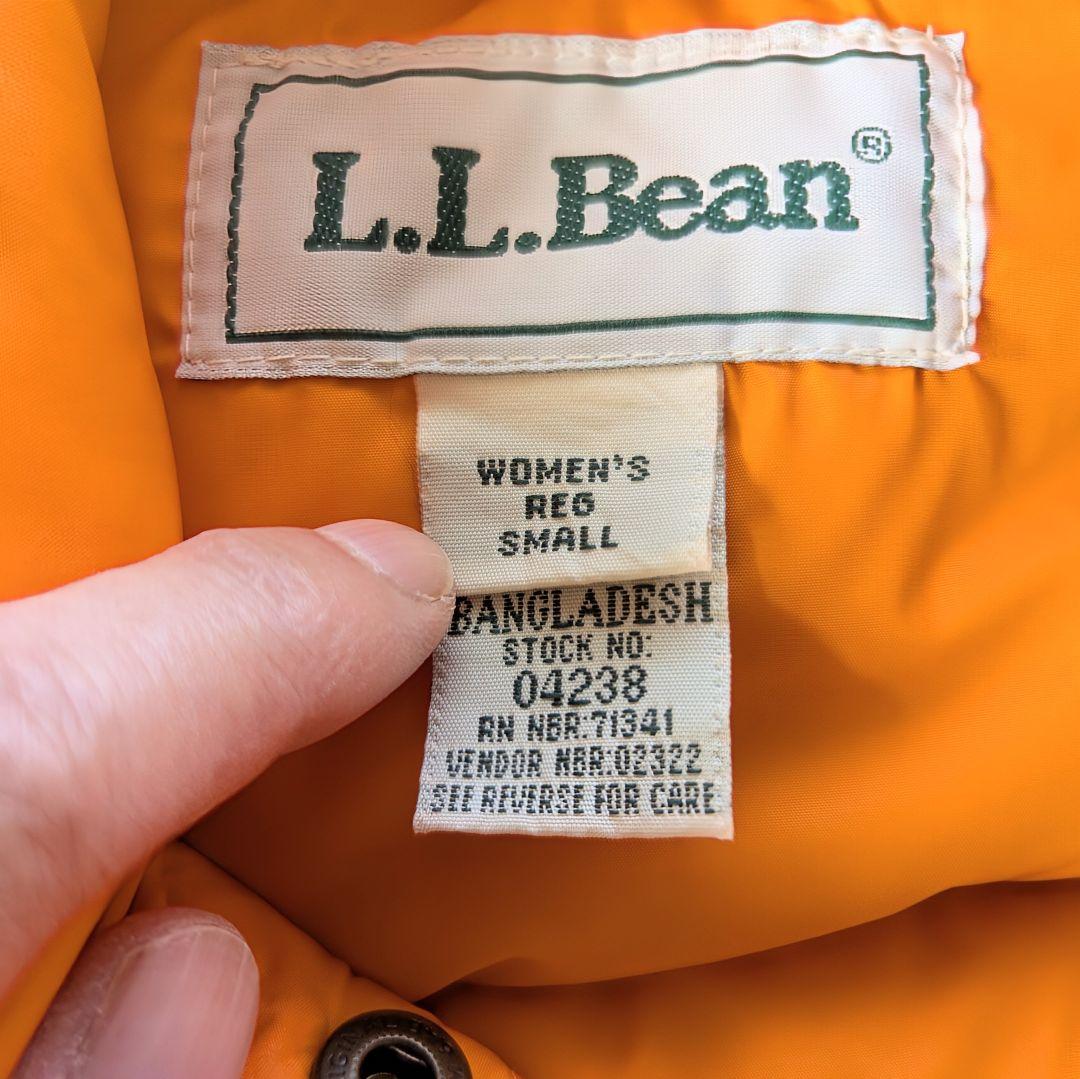 L.L.Bean®
WOMEN'S
REG
SMALL
BANGLADESH
STOCK NO:
04238
RN NBR:71341
VENDOR NBR:02322
SEE REVERSE FOR CARE